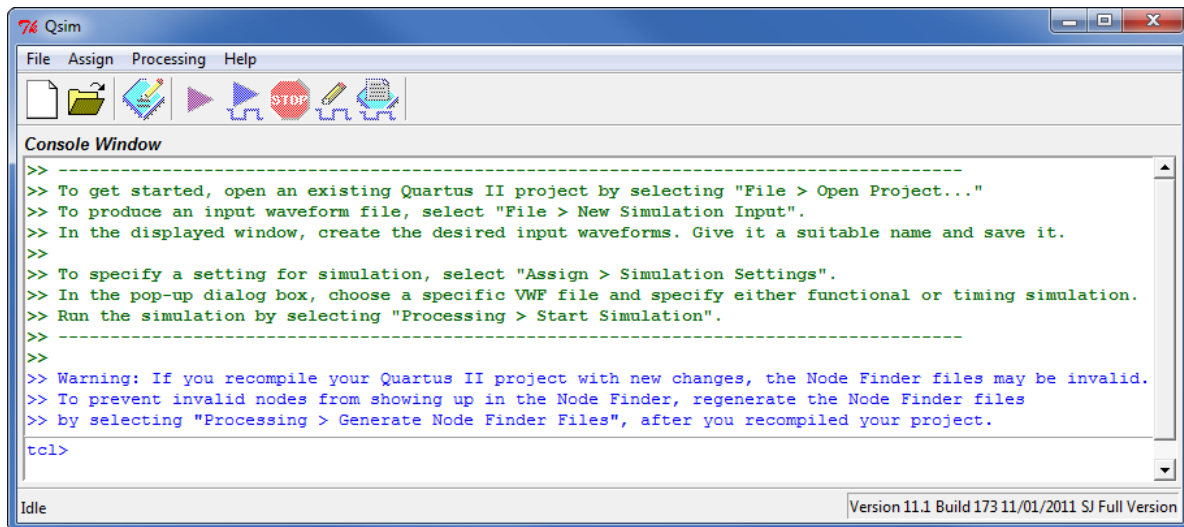 Qsim
File Assign Processing Help
STOP
Console Window
>> ---------------------------------------------------------------------------------------
>> To get started, open an existing Quartus II project by selecting "File > Open Project..."
>> To produce an input waveform file, select "File > New Simulation Input".
>> In the displayed window, create the desired input waveforms. Give it a suitable name and save it.
>>
>> To specify a setting for simulation, select "Assign > Simulation Settings".
>> In the pop-up dialog box, choose a specific VWF file and specify either functional or timing simulation.
>> Run the simulation by selecting "Processing > Start Simulation".
>> ---------------------------------------------------------------------------------------
>>
>> Warning: If you recompile your Quartus II project with new changes, the Node Finder files may be invalid.
>> To prevent invalid nodes from showing up in the Node Finder, regenerate the Node Finder files
>> by selecting "Processing > Generate Node Finder Files", after you recompiled your project.
tcl>
Idle
Version 11.1 Build 173 11/01/2011 SJ Full Version